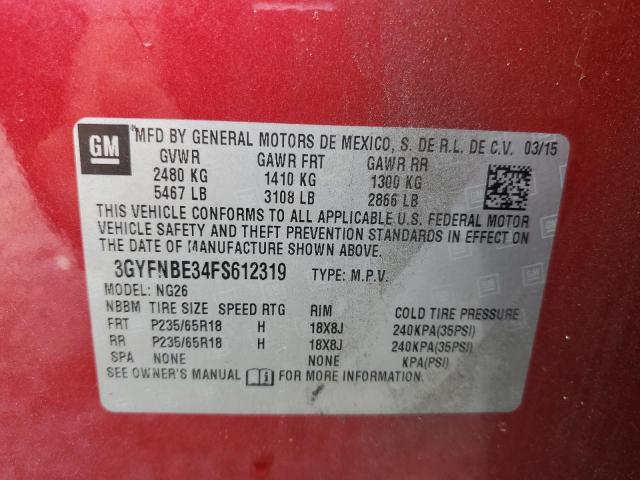 GM MFD BY GENERAL MOTORS DE MEXICO, S. DE R.L. DE C.V. 03/15
GVWR GAWR FRT GAWR RR
2480 KG 1410 KG 1300 KG
5467 LB 3108 LB 2866 LB
THIS VEHICLE CONFORMS TO ALL APPLICABLE U.S. FEDERAL MOTOR
VEHICLE SAFETY AND THEFT PREVENTION STANDARDS IN EFFECT ON
THE DATE OF MANUFACTURE SHOWN ABOVE.
3GYFNBE34FS612319 TYPE: M.P.V.
MODEL: NG26
NBBM TIRE SIZE SPEED RTG RIM COLD TIRE PRESSURE
FRT P235/65R18 H 18X8J 240KPA(35PSI)
RR P235/65R18 H 18X8J 240KPA(35PSI)
SPA NONE NONE KPA(PSI)
SEE OWNER'S MANUAL FOR MORE INFORMATION.